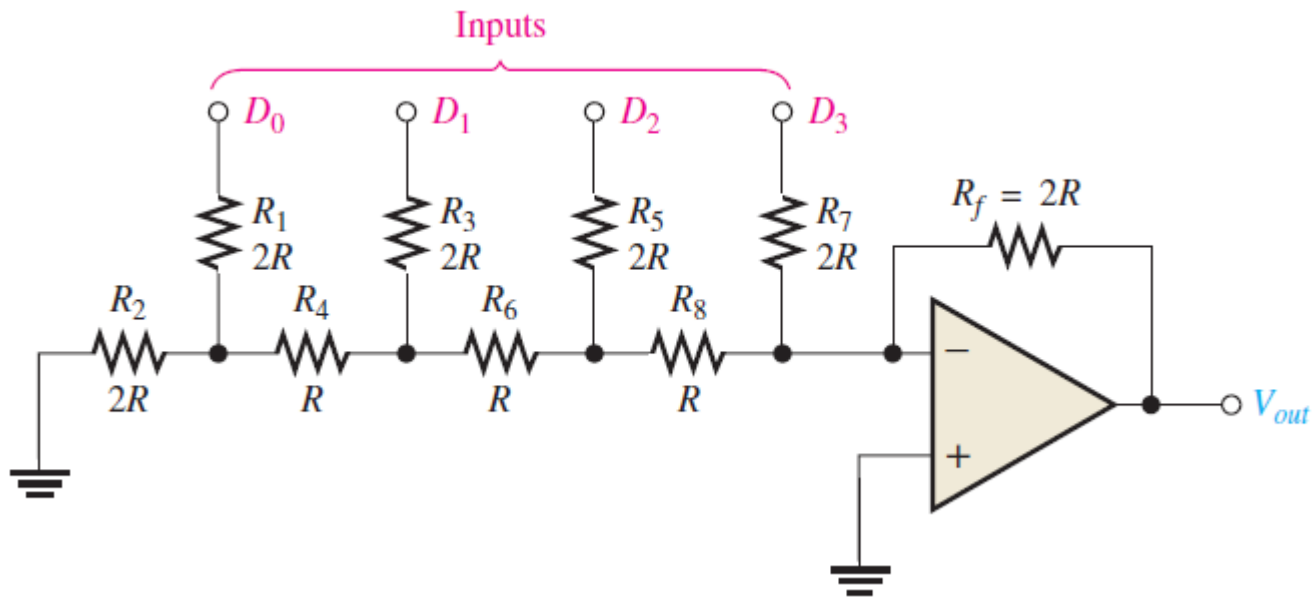 Inputs
D0 D1 D2 D3
R1 R3 R5 R7 Rf = 2R
2R 2R 2R 2R
R2 R4 R6 R8
2R R R R
−
+
Vout